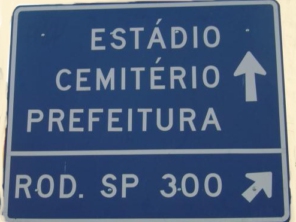 ESTÁDIO
CEMITÉRIO
PREFEITURA
ROD. SP 300